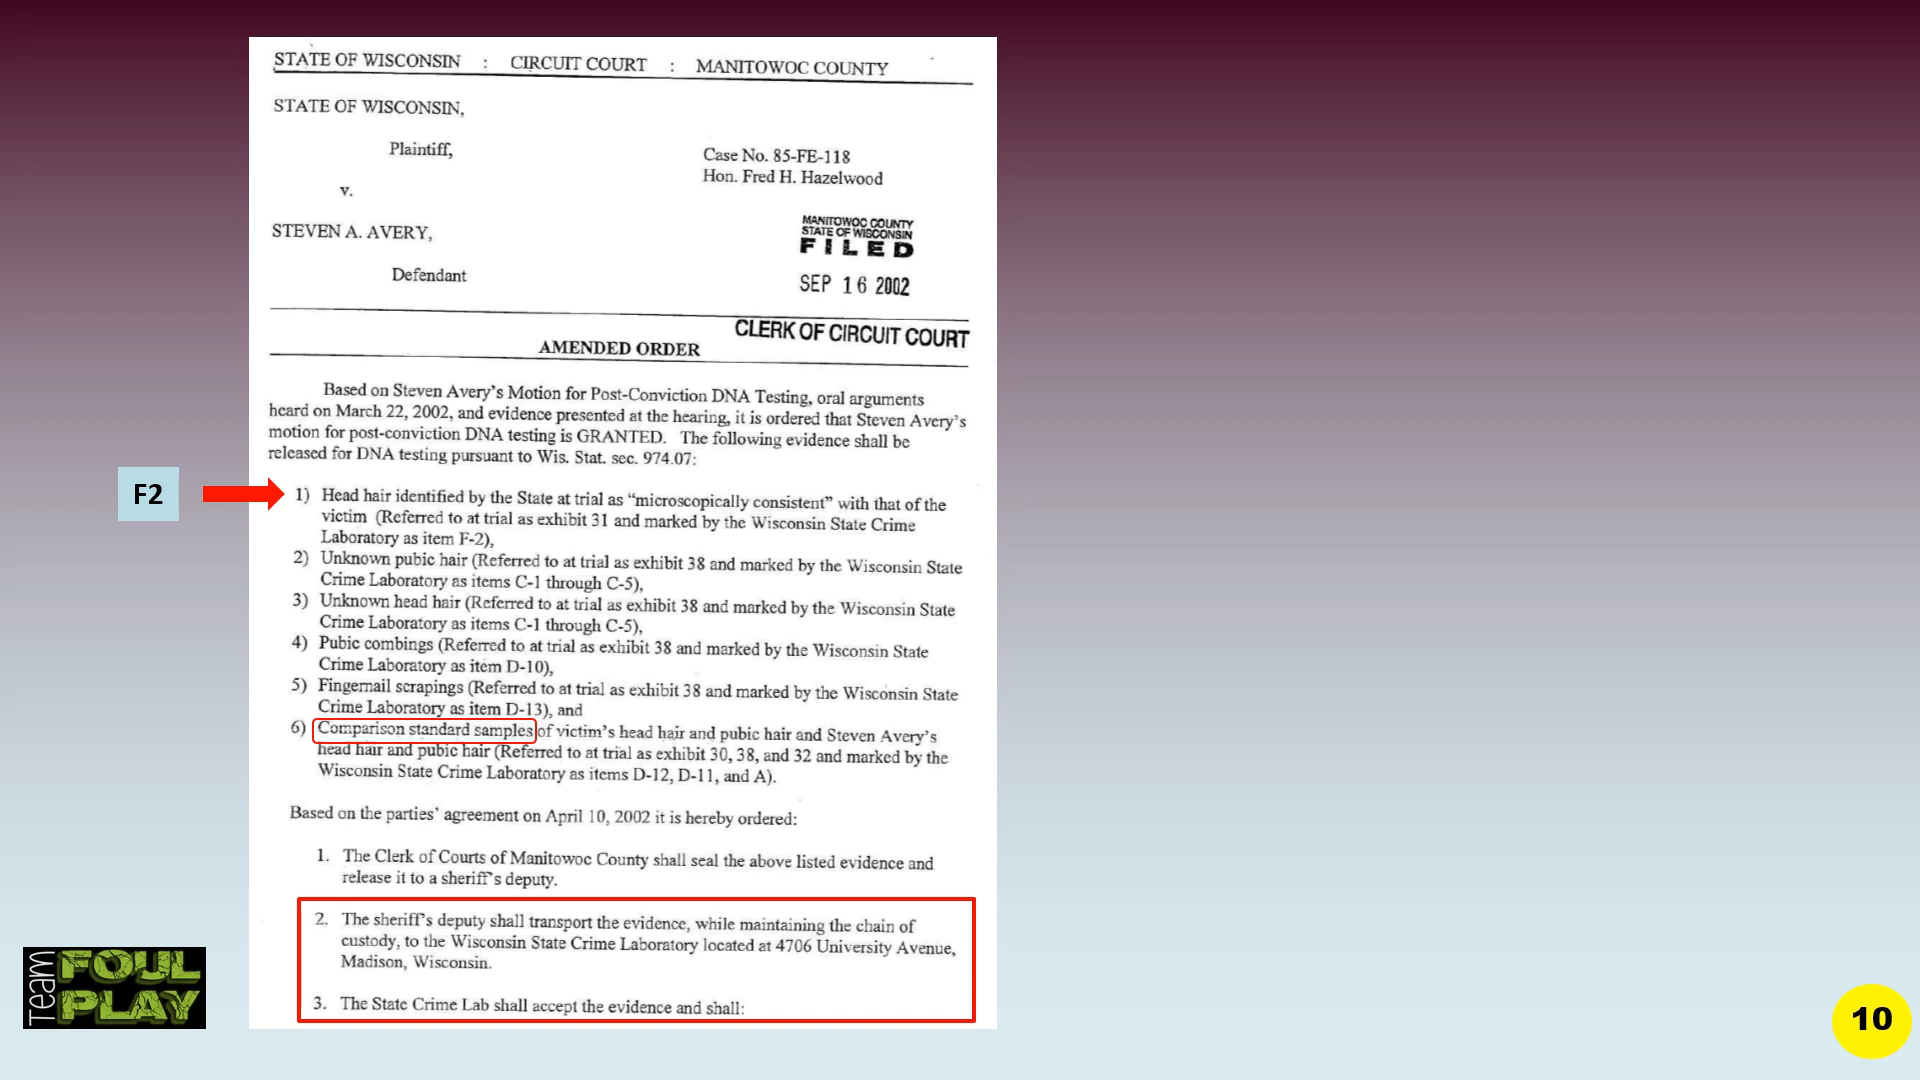 STATE OF WISCONSIN : CIRCUIT COURT : MANITOWOC COUNTY
STATE OF WISCONSIN,
Plaintiff,
Case No. 85-FE-118
Hon. Fred H. Hazelwood
v.
MANITOWOC COUNTY
STATE OF WISCONSIN
FILED
STEVEN A. AVERY,
Defendant
SEP 16 2002
CLERK OF CIRCUIT COURT
AMENDED ORDER
Based on Steven Avery's Motion for Post-Conviction DNA Testing, oral arguments
heard on March 22, 2002, and evidence presented at the hearing, it is ordered that Steven Avery's
motion for post-conviction DNA testing is GRANTED. The following evidence shall be
released for DNA testing pursuant to Wis. Stat. sec. 974.07:
F2
1) Head hair identified by the State at trial as "microscopically consistent" with that of the
victim (Referred to at trial as exhibit 31 and marked by the Wisconsin State Crime
Laboratory as item F-2),
2) Unknown pubic hair (Referred to at trial as exhibit 38 and marked by the Wisconsin State
Crime Laboratory as items C-1 through C-5),
3) Unknown head hair (Referred to at trial as exhibit 38 and marked by the Wisconsin State
Crime Laboratory as items C-1 through C-5),
4) Pubic combings (Referred to at trial as exhibit 38 and marked by the Wisconsin State
Crime Laboratory as item D-10),
5) Fingernail scrapings (Referred to at trial as exhibit 38 and marked by the Wisconsin State
Crime Laboratory as item D-13), and
6) Comparison standard samples of victim's head hair and pubic hair and Steven Avery's
head hair and pubic hair (Referred to at trial as exhibit 30, 38, and 32 and marked by the
Wisconsin State Crime Laboratory as items D-12, D-11, and A).
Based on the parties' agreement on April 10, 2002 it is hereby ordered:
1. The Clerk of Courts of Manitowoc County shall seal the above listed evidence and
release it to a sheriff's deputy.
2. The sheriff's deputy shall transport the evidence, while maintaining the chain of
custody, to the Wisconsin State Crime Laboratory located at 4706 University Avenue,
Madison, Wisconsin.
3. The State Crime Lab shall accept the evidence and shall:
Team
FOUL
PLAY
10